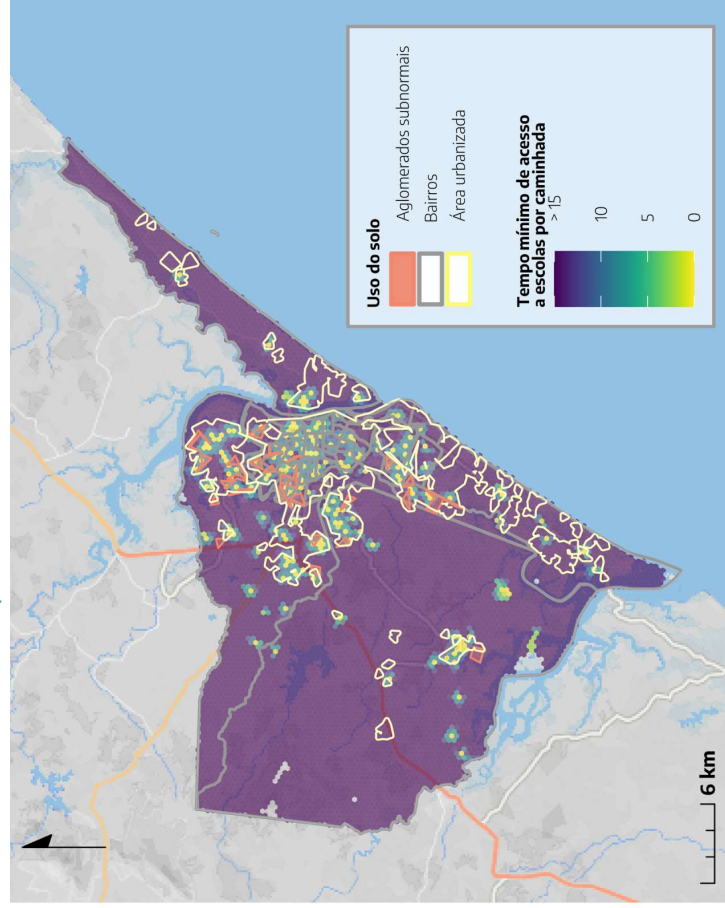 Uso do solo
Aglomerados subnormais
Bairros
Área urbanizada
Tempo mínimo de acesso
a escolas por caminhada
> 15
10
5
0
6 km